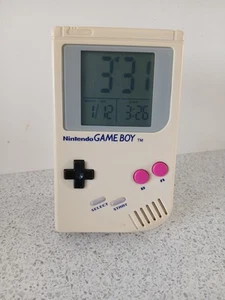 3:31
1/12 3:26
Nintendo GAME BOY TM
SELECT START